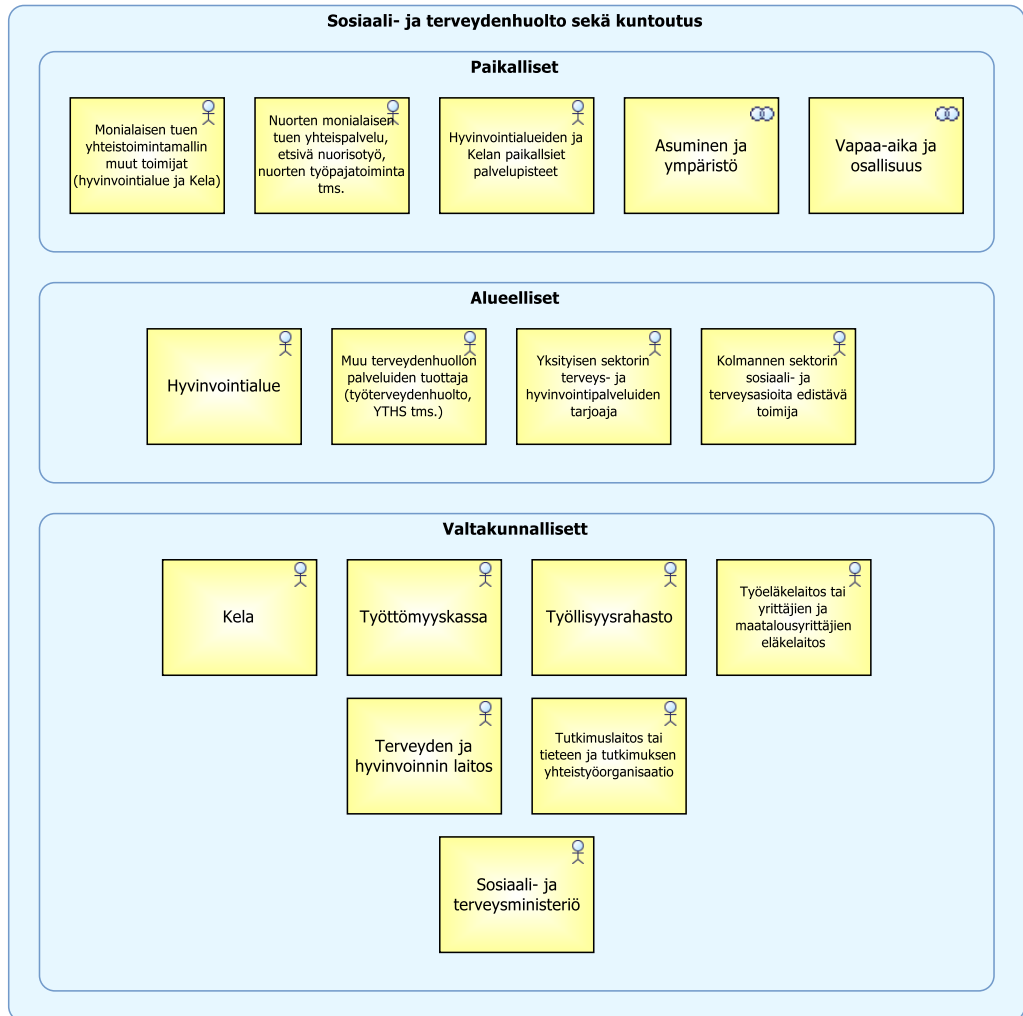 Sosiaali- ja terveydenhuolto sekä kuntoutus
Paikalliset
Monialaisen tuen
yhteistoimintamallin
muut toimijat
(hyvinvointialue ja Kela)
Nuorten monialaisen
tuen yhteispalvelu,
etsivä nuorisotyö,
nuorten työpajatoiminta
tms.
Hyvinvointialueiden ja
Kelan paikallsiet
palvelupisteet
Asuminen ja
ympäristö
Vapaa-aika ja
osallisuus
Alueelliset
Hyvinvointialue
Muu terveydenhuollon
palveluiden tuottaja
(työterveydenhuolto,
YTHS tms.)
Yksityisen sektorin
terveys- ja
hyvinvointipalveluiden
tarjoaja
Kolmannen sektorin
sosiaali- ja
terveysasioita edistävä
toimija
Valtakunnallisett
Kela
Työttömyyskassa
Työllisyysrahasto
Työeläkelaitos tai
yrittäjien ja
maatalousyrittäjien
eläkelaitos
Terveyden ja
hyvinvoinnin laitos
Tutkimuslaitos tai
tieteen ja tutkimuksen
yhteistyöorganisaatio
Sosiaali- ja
terveysministeriö